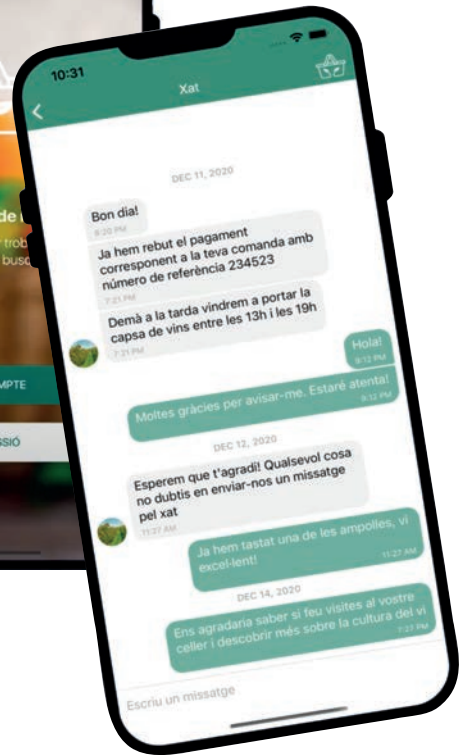 10:31
Xat
DEC 11, 2020
Bon dia!
6:20 PM
Ja hem rebut el pagament
corresponent a la teva comanda amb
número de referència 234523
7:21 PM
Demà a la tarda vindrem a portar la
capsa de vins entre les 13h i les 19h
7:21 PM
Hola!
9:12 PM
Moltes gràcies per avisar-me. Estaré atenta!
9:12 PM
DEC 12, 2020
Esperem que t'agradi! Qualsevol cosa
no dubtis en enviar-nos un missatge
pel xat
11:27 AM
Ja hem tastat una de les ampolles, vi
excel·lent!
11:27 AM
DEC 14, 2020
Ens agradaria saber si feu visites al vostre
celler i descobrir més sobre la cultura del vi
7:27 PM
Escriu un missatge